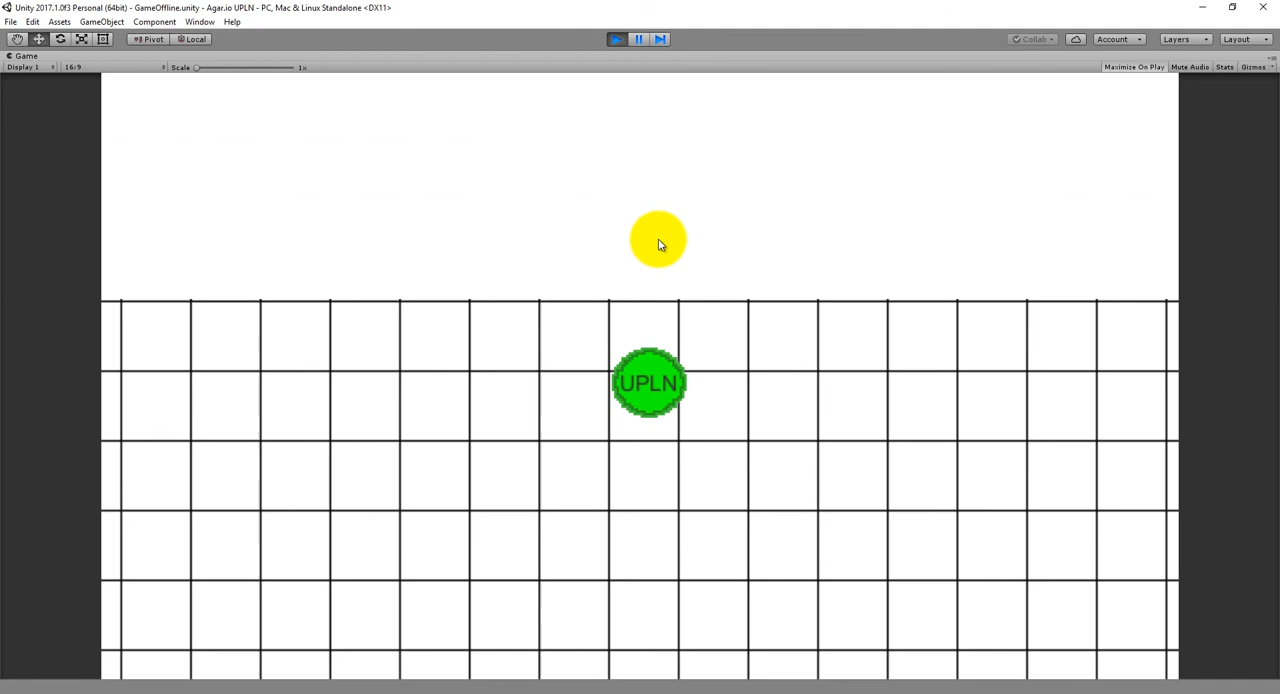 Unity 2017.1.0f3 Personal (64bit) - GameOffline.unity - Agar.io UPLN - PC, Mac & Linux Standalone <DX11>
File Edit Assets GameObject Component Window Help
Pivot Local Collab Account Layers Layout
Game
Display 1 16:9 Scale 1x Maximize On Play Mute Audio Stats Gizmos
UPLN